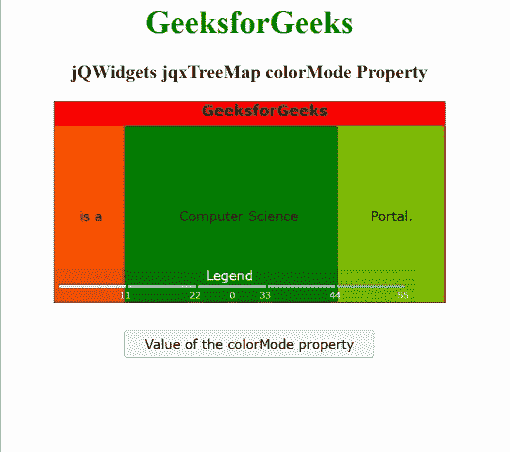 GeeksforGeeks
jQWidgets jqxTreeMap colorMode Property
GeeksforGeeks
is a
Computer Science
Portal.
Legend
11 22 0 33 44
Value of the colorMode property